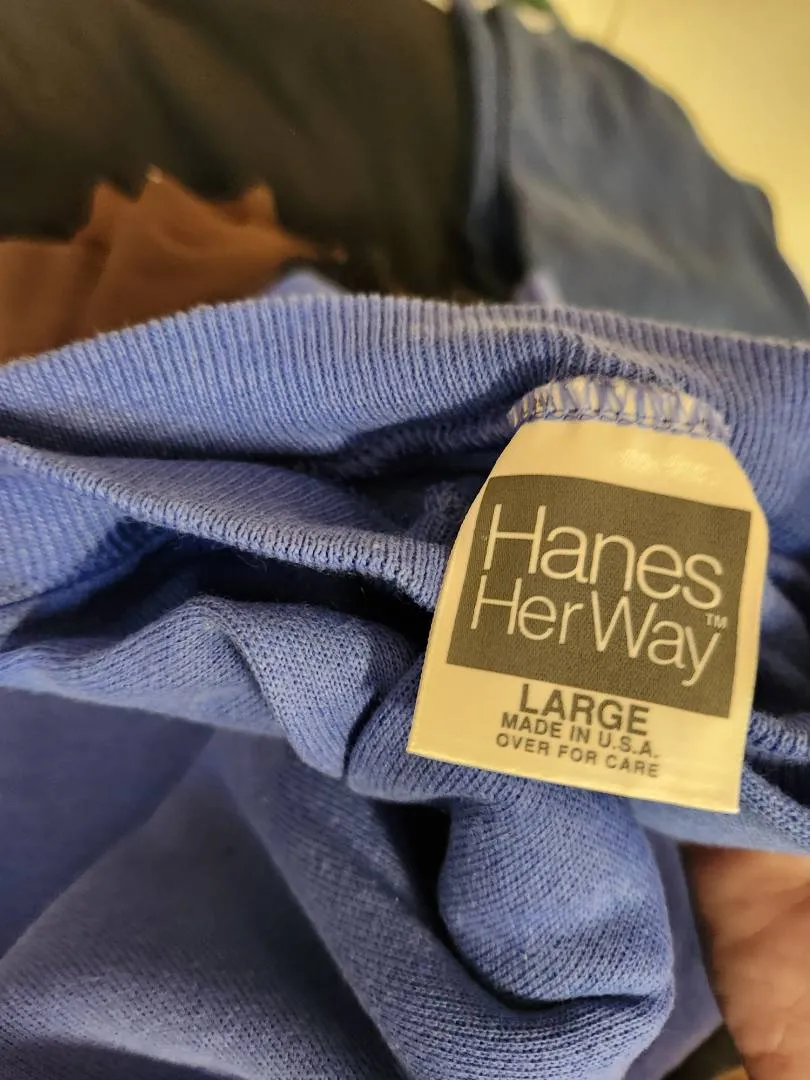 Hanes
Her Way™
LARGE
MADE IN U.S.A.
OVER FOR CARE